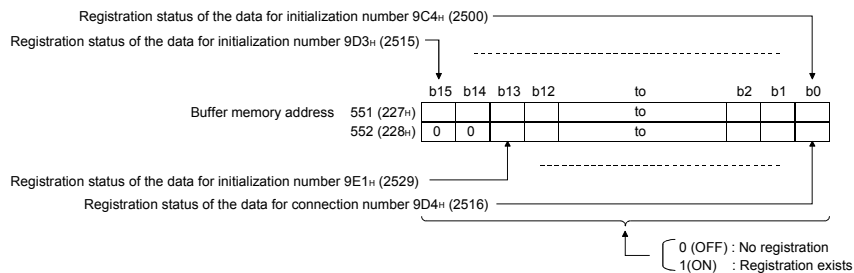 Registration status of the data for initialization number 9C4H (2500)
Registration status of the data for initialization number 9D3H (2515)
b15 b14 b13 b12 to b2 b1 b0
Buffer memory address 551 (227H) to
552 (228H) 0 0 to
Registration status of the data for initialization number 9E1H (2529)
Registration status of the data for connection number 9D4H (2516)
0 (OFF) : No registration
1(ON) : Registration exists